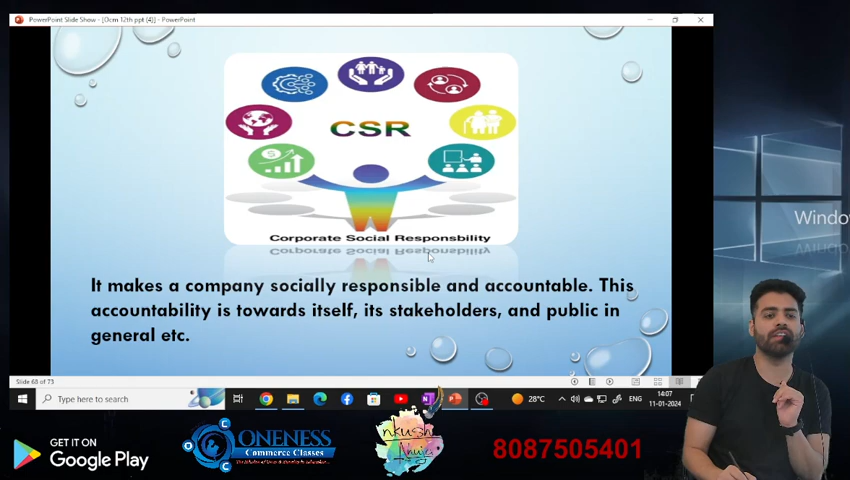 PowerPoint Slide Show - [Ocm 12th ppt (4)] - PowerPoint
CSR
Corporate Social Responsbility
It makes a company socially responsible and accountable. This
accountability is towards itself, its stakeholders, and public in
general etc.
Slide 68 of 73
Windo
Type here to search
28°C
ENG
14:07
11-01-2024
GET IT ON
Google Play
ONENESS
Commerce Classes
nkush
Ahuja
8087505401